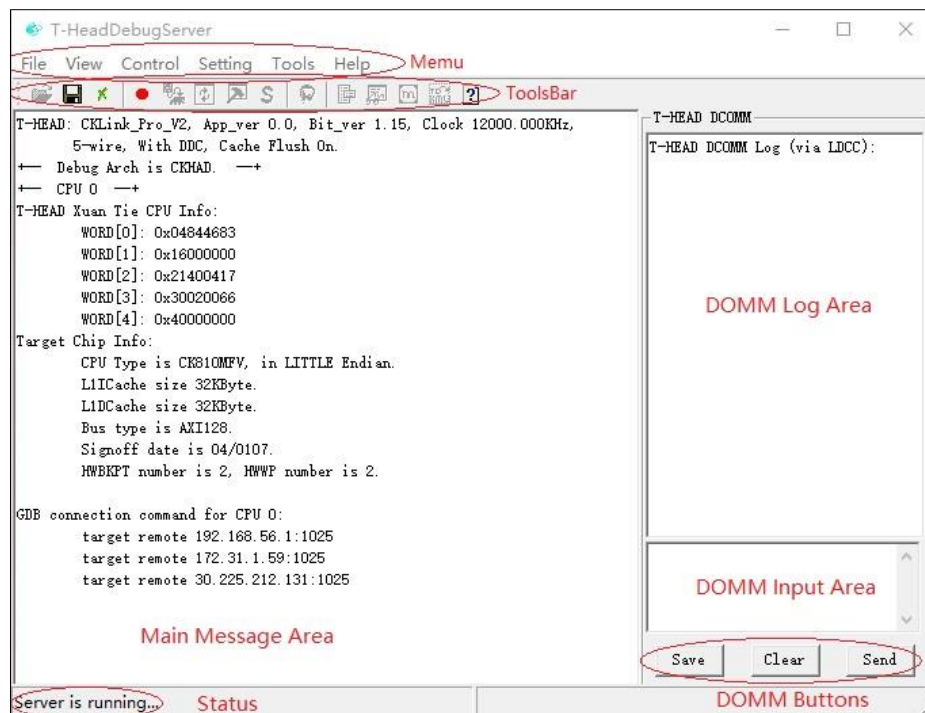 T-HeadDebugServer
File View Control Setting Tools Help Memu
ToolsBar
T-HEAD: CKLink_Pro_V2, App_ver 0.0, Bit_ver 1.15, Clock 12000.000KHz,
5-wire, With DDC, Cache Flush On.
+-- Debug Arch is CKHAD. --+
+-- CPU 0 --+
T-HEAD Xuan Tie CPU Info:
WORD[0]: 0x04844683
WORD[1]: 0x16000000
WORD[2]: 0x21400417
WORD[3]: 0x30020066
WORD[4]: 0x40000000
Target Chip Info:
CPU Type is CK810MFV, in LITTLE Endian.
L1ICache size 32KByte.
L1DCache size 32KByte.
Bus type is AXI128.
Signoff date is 04/0107.
HWBKPT number is 2, HWWP number is 2.
GDB connection command for CPU 0:
target remote 192.168.56.1:1025
target remote 172.31.1.59:1025
target remote 30.225.212.131:1025
Main Message Area
T-HEAD DCOMM
T-HEAD DCOMM Log (via LDCC):
DOMM Log Area
DOMM Input Area
Save Clear Send
DOMM Buttons
Server is running... Status